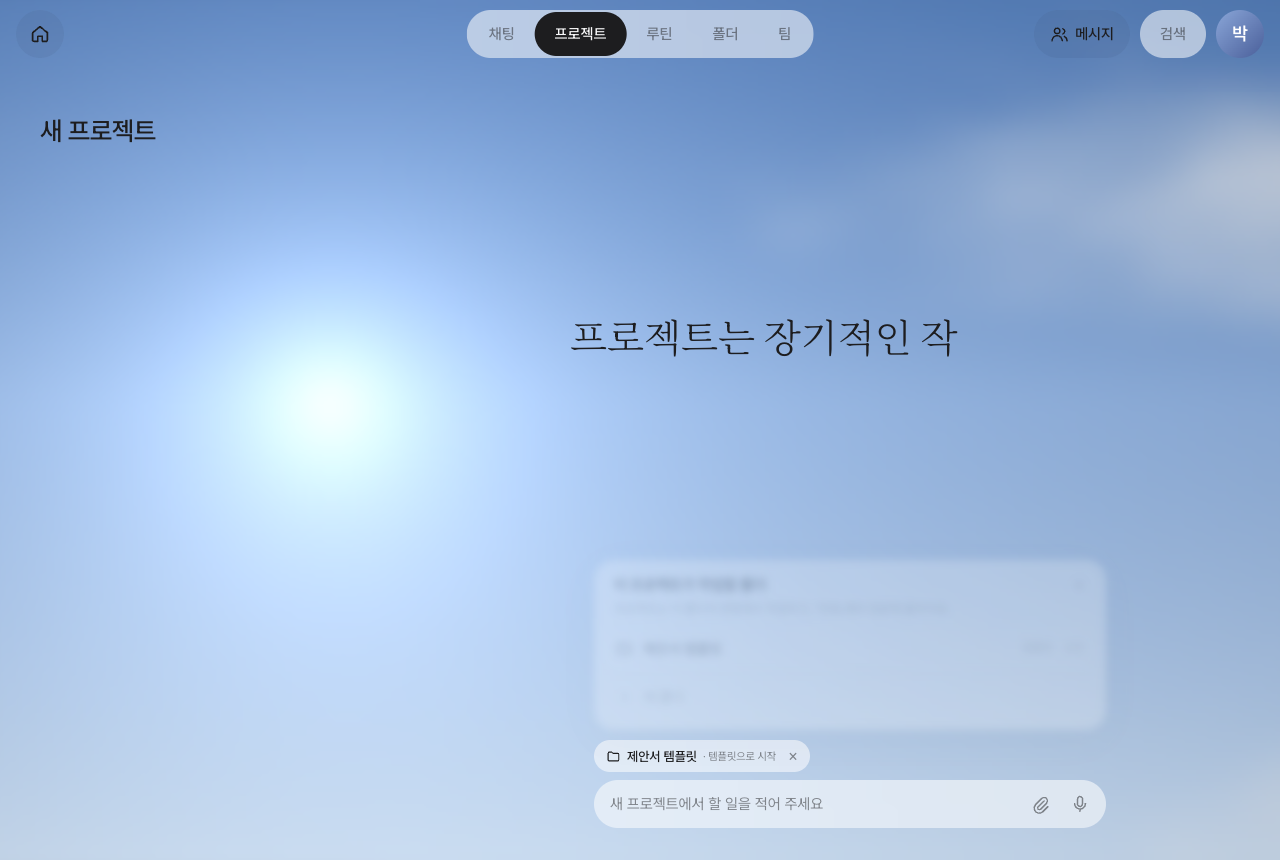 채팅
프로젝트
루틴
폴더
팀
메시지
검색
박
새 프로젝트
프로젝트는 장기적인 작
제안서 템플릿 · 템플릿으로 시작
새 프로젝트에서 할 일을 적어 주세요